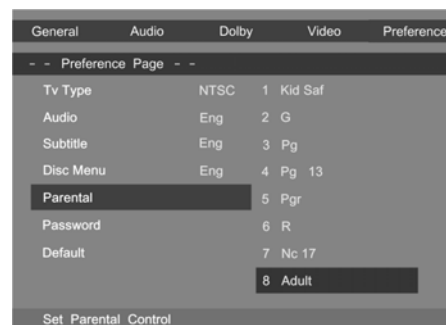 General Audio Dolby Video Preference
- - Preference Page - -
Tv Type NTSC 1 Kid Saf
Audio Eng 2 G
Subtitle Eng 3 Pg
Disc Menu Eng 4 Pg 13
Parental 5 Pgr
Password 6 R
Default 7 Nc 17
8 Adult
Set Parental Control